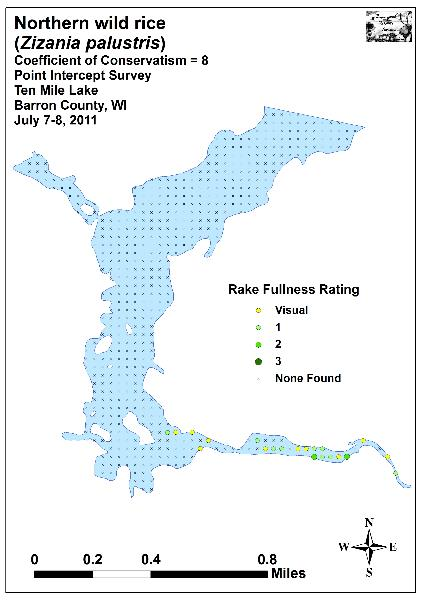 Northern wild rice
(Zizania palustris)
Coefficient of Conservatism = 8
Point Intercept Survey
Ten Mile Lake
Barron County, WI
July 7-8, 2011
Rake Fullness Rating
Visual
1
2
3
None Found
N
W E
S
0 0.2 0.4 0.8
Miles